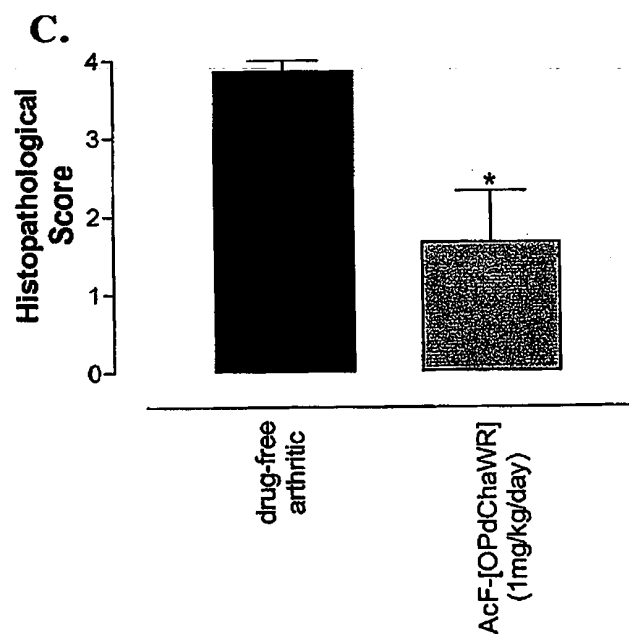 C.
Histopathological
Score
4
3
2
1
0
*
drug-free
arthritic
AcF-[OPdChaWR]
(1mg/kg/day)